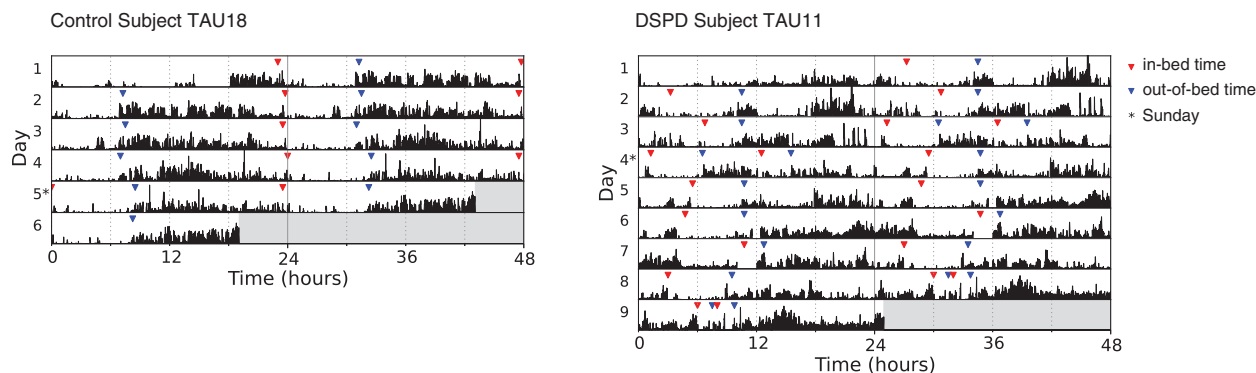 Control Subject TAU18
DSPD Subject TAU11
Day
1
2
3
4
5*
6
0 12 24 36 48
Time (hours)
Day
1
2
3
4*
5
6
7
8
9
0 12 24 36 48
Time (hours)
in-bed time
out-of-bed time
* Sunday